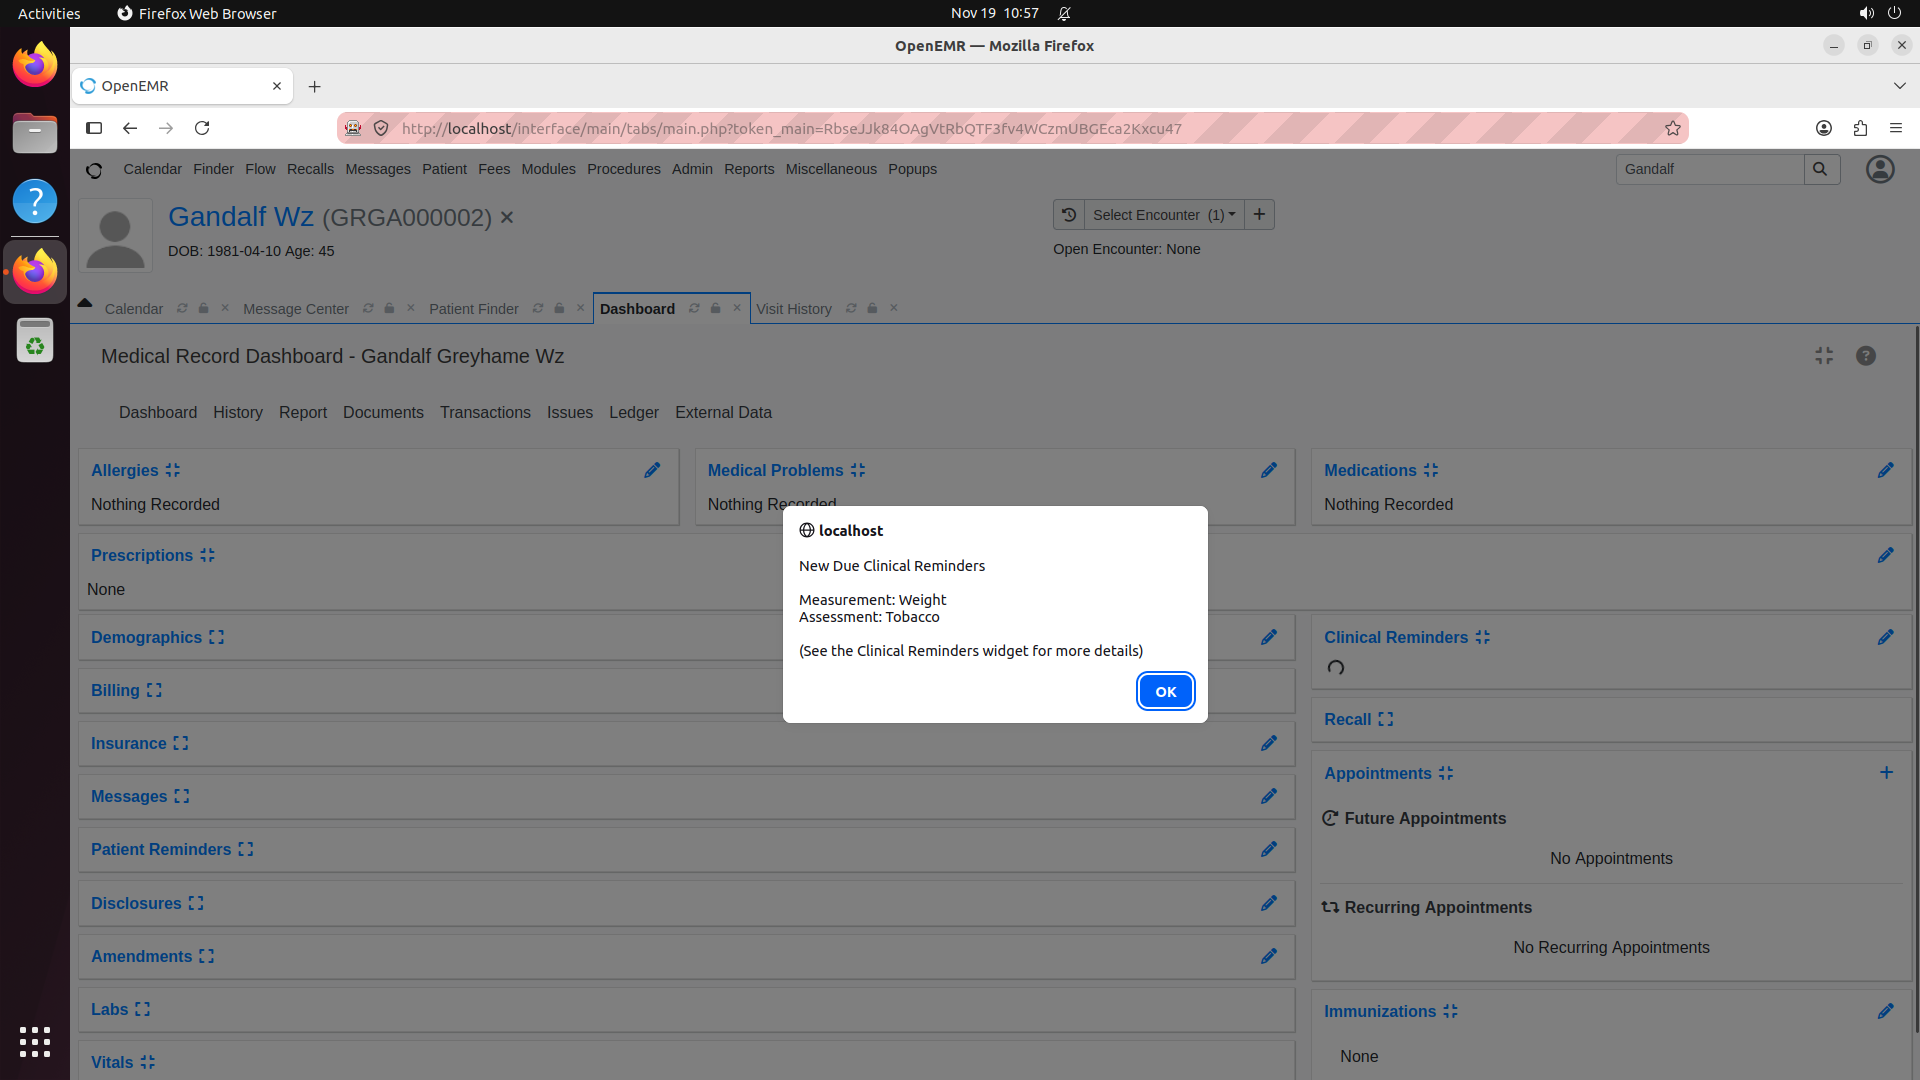 Activities
Firefox Web Browser
Nov 19 10:57
OpenEMR — Mozilla Firefox
OpenEMR
http://localhost/interface/main/tabs/main.php?token_main=RbseJJk84OAgVtRbQTF3fv4WCzmUBGEca2Kxcu47
Calendar Finder Flow Recalls Messages Patient Fees Modules Procedures Admin Reports Miscellaneous Popups
Gandalf
Gandalf Wz (GRGA000002)
Select Encounter (1)
DOB: 1981-04-10 Age: 45
Open Encounter: None
Calendar Message Center Patient Finder Dashboard Visit History
Medical Record Dashboard - Gandalf Greyhame Wz
Dashboard History Report Documents Transactions Issues Ledger External Data
Allergies
Nothing Recorded
Medical Problems
Nothing Recorded
Medications
Nothing Recorded
Prescriptions
None
localhost
New Due Clinical Reminders
Measurement: Weight
Assessment: Tobacco
(See the Clinical Reminders widget for more details)
OK
Demographics
Billing
Insurance
Messages
Patient Reminders
Disclosures
Amendments
Labs
Vitals
Clinical Reminders
Recall
Appointments
Future Appointments
No Appointments
Recurring Appointments
No Recurring Appointments
Immunizations
None